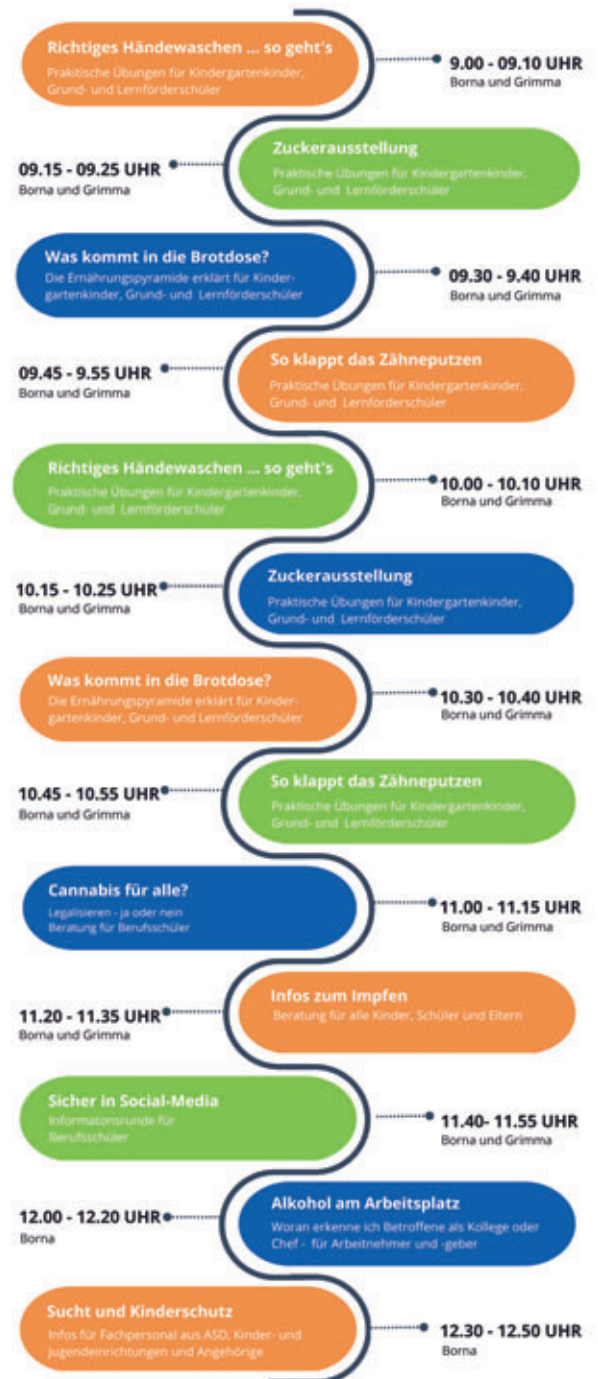 Richtiges Händewaschen ... so geht's
Praktische Übungen für Kindergartenkinder,
Grund- und Lernförderschüler
9.00 - 09.10 UHR
Borna und Grimma
09.15 - 09.25 UHR
Borna und Grimma
Zuckerausstellung
Praktische Übungen für Kindergartenkinder,
Grund- und Lernförderschüler
Was kommt in die Brotdose?
Die Ernährungspyramide erklärt für Kinder-
gartenkinder, Grund- und Lernförderschüler
09.30 - 9.40 UHR
Borna und Grimma
09.45 - 9.55 UHR
Borna und Grimma
So klappt das Zähneputzen
Praktische Übungen für Kindergartenkinder,
Grund- und Lernförderschüler
Richtiges Händewaschen ... so geht's
Praktische Übungen für Kindergartenkinder,
Grund- und Lernförderschüler
10.00 - 10.10 UHR
Borna und Grimma
10.15 - 10.25 UHR
Borna und Grimma
Zuckerausstellung
Praktische Übungen für Kindergartenkinder,
Grund- und Lernförderschüler
Was kommt in die Brotdose?
Die Ernährungspyramide erklärt für Kinder-
gartenkinder, Grund- und Lernförderschüler
10.30 - 10.40 UHR
Borna und Grimma
10.45 - 10.55 UHR
Borna und Grimma
So klappt das Zähneputzen
Praktische Übungen für Kindergartenkinder,
Grund- und Lernförderschüler
Cannabis für alle?
Legalisieren - ja oder nein
Beratung für Berufsschüler
11.00 - 11.15 UHR
Borna und Grimma
11.20 - 11.35 UHR
Borna und Grimma
Infos zum Impfen
Beratung für alle Kinder, Schüler und Eltern
Sicher in Social-Media
Informatonsrunde für
Berufsschüler
11.40- 11.55 UHR
Borna und Grimma
12.00 - 12.20 UHR
Borna
Alkohol am Arbeitsplatz
Woran erkenne ich Betroffene als Kollege oder
Chef - für Arbeitnehmer und -geber
Sucht und Kinderschutz
Infos für Fachpersonal aus ASD, Kinder- und
Jugendeinrichtungen und Angehörige
12.30 - 12.50 UHR
Borna